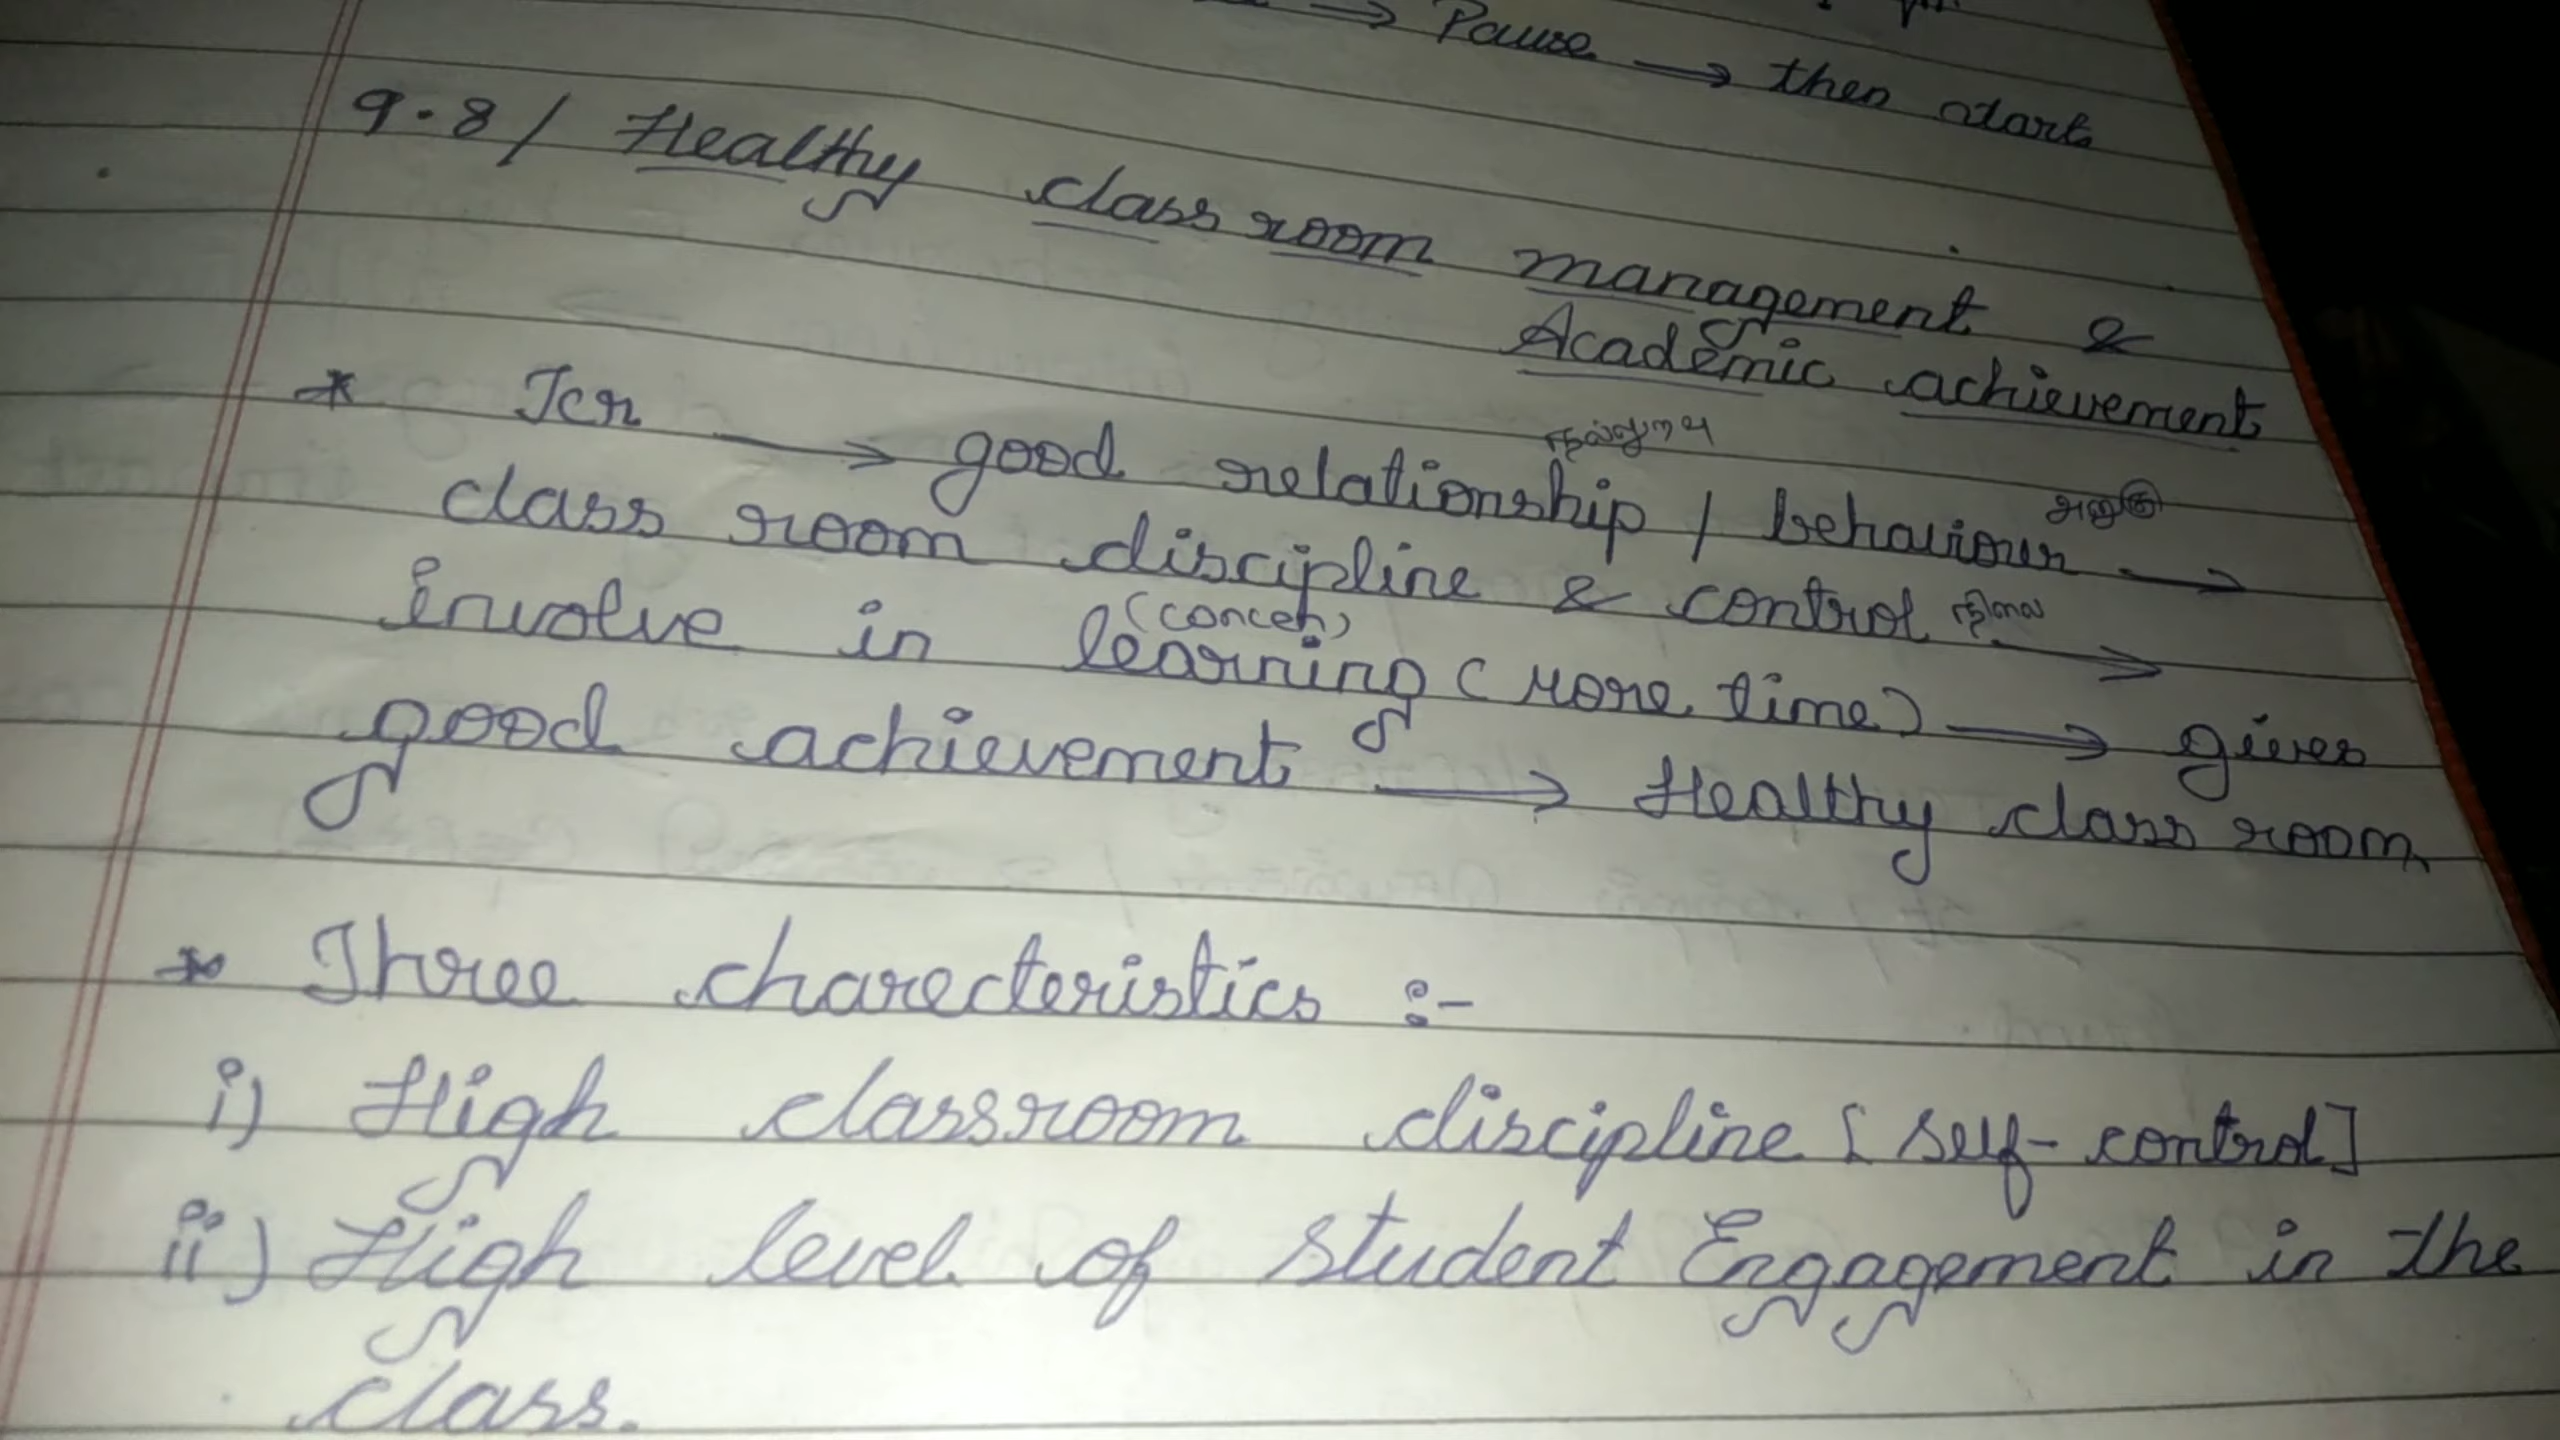 → Pause → then start
9.8/ Healthy class room management &
Academic achievement
* Tcr → good relationship / behaviour →
நல்லுறவு
class room discipline & control →
நிலை
involve in learning (More time) → gives
good achievement → Healthy class room
* Three charecteristics :-
i) High classroom discipline [self-control]
ii) High level of student Engagement in the
class.